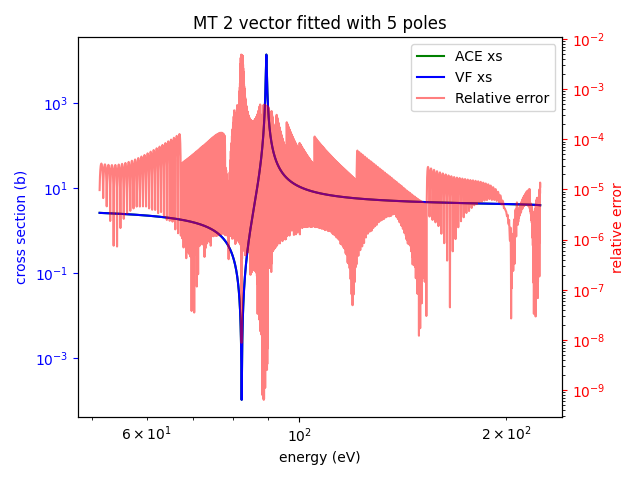 MT 2 vector fitted with 5 poles
ACE xs
VF xs
Relative error
10^3
10^1
10^-1
10^-3
cross section (b)
10^-2
10^-3
10^-4
10^-5
10^-6
10^-7
10^-8
10^-9
relative error
6 × 10^1
10^2
2 × 10^2
energy (eV)